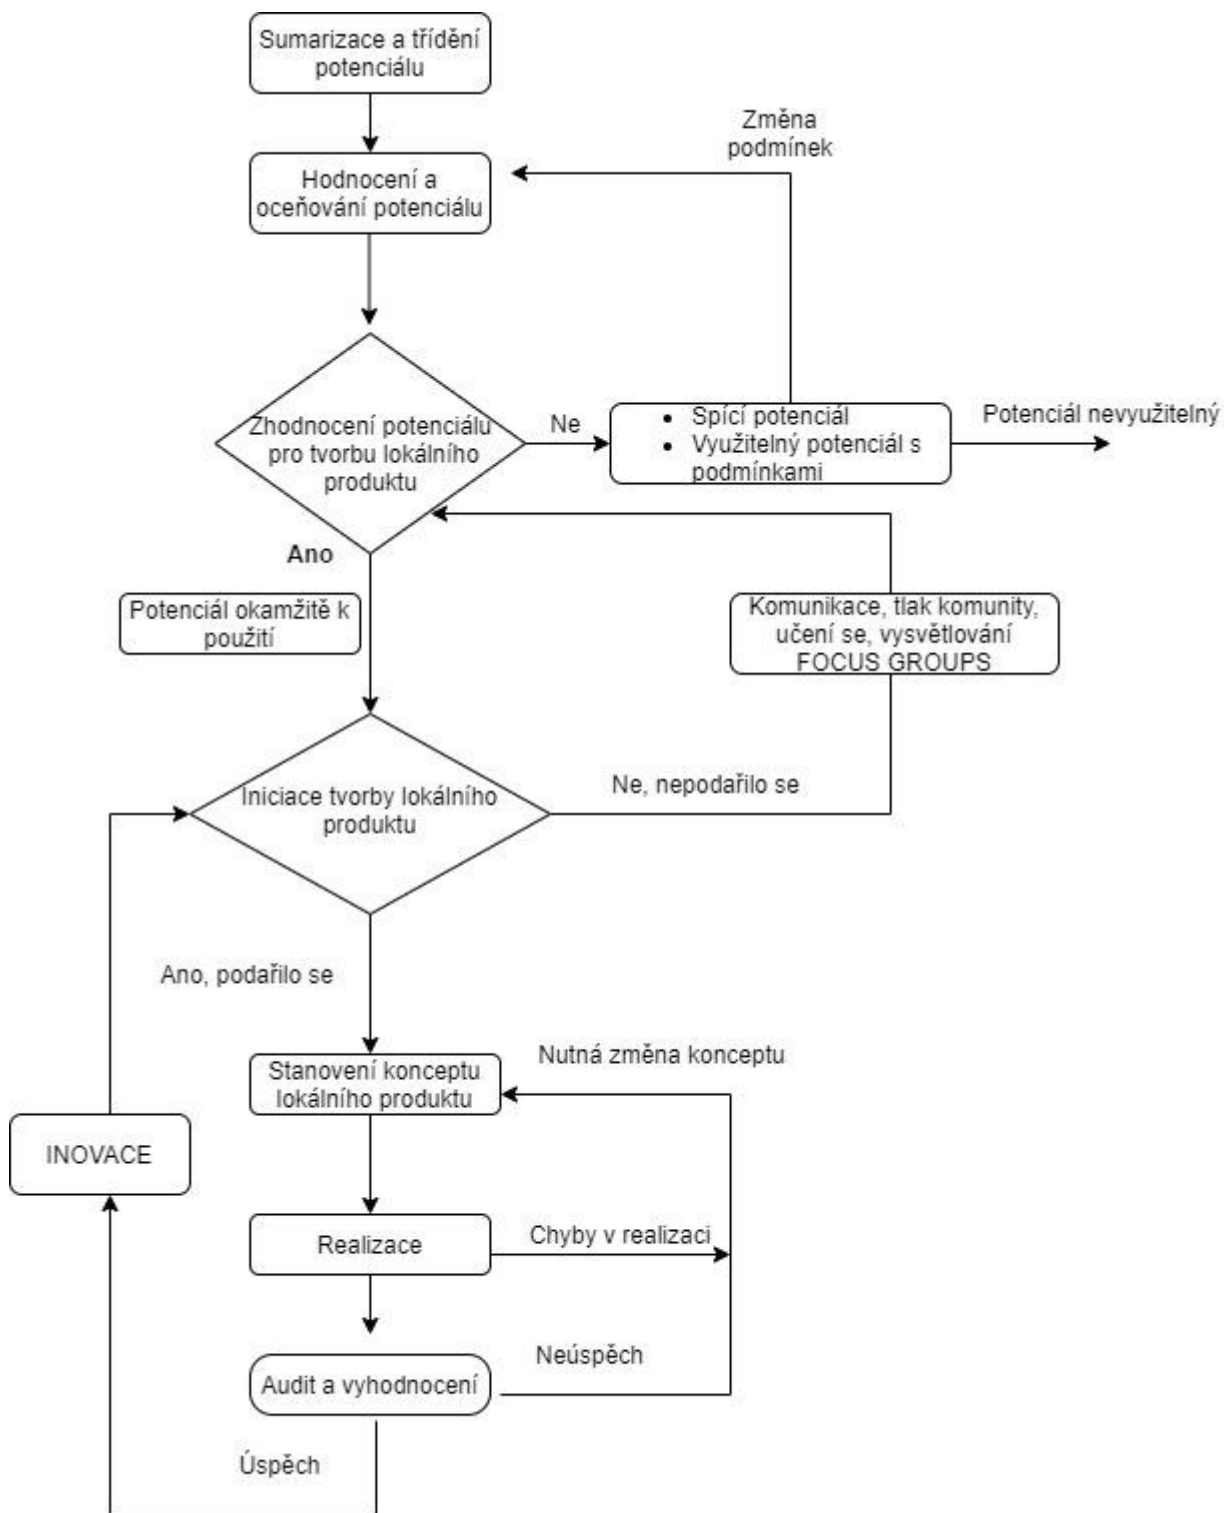 Sumarizace a třídění
potenciálu
Změna
podmínek
Hodnocení a
oceňování potenciálu
Zhodnocení potenciálu
pro tvorbu lokálního
produktu
Ne
• Spící potenciál
• Využitelný potenciál s
podmínkami
Potenciál nevyužitelný
Ano
Potenciál okamžitě k
použití
Komunikace, tlak komunity,
učení se, vysvětlování
FOCUS GROUPS
Iniciace tvorby lokálního
produktu
Ne, nepodařilo se
Ano, podařilo se
Stanovení konceptu
lokálního produktu
Nutná změna konceptu
INOVACE
Realizace
Chyby v realizaci
Audit a vyhodnocení
Neúspěch
Úspěch